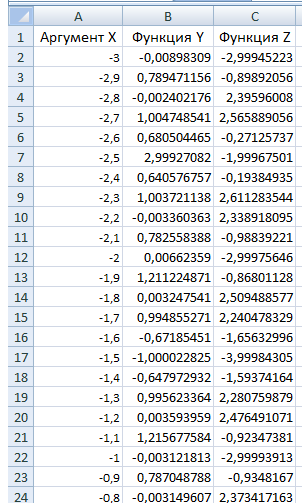 A B C
1 Аргумент X Функция Y Функция Z
2 -3 -0,00898309 -2,99945223
3 -2,9 0,789471156 -0,89892056
4 -2,8 -0,002402176 2,39596008
5 -2,7 1,004748541 2,565889056
6 -2,6 0,680504465 -0,27125737
7 -2,5 2,99927082 -1,99967501
8 -2,4 0,640576757 -0,19384935
9 -2,3 1,003721138 2,611283544
10 -2,2 -0,003360363 2,338918095
11 -2,1 0,782558388 -0,98839221
12 -2 0,00662359 -2,99975646
13 -1,9 1,211224871 -0,86801128
14 -1,8 0,003247541 2,509488577
15 -1,7 0,994855271 2,240478329
16 -1,6 -0,67185451 -1,65632996
17 -1,5 -1,000022825 -3,99984305
18 -1,4 -0,647972932 -1,59374164
19 -1,3 0,995623364 2,280759879
20 -1,2 0,003593959 2,476491071
21 -1,1 1,215677584 -0,92347381
22 -1 -0,003121813 -2,99993913
23 -0,9 0,787048788 -0,9348167
24 -0,8 -0,003149607 2,373417163